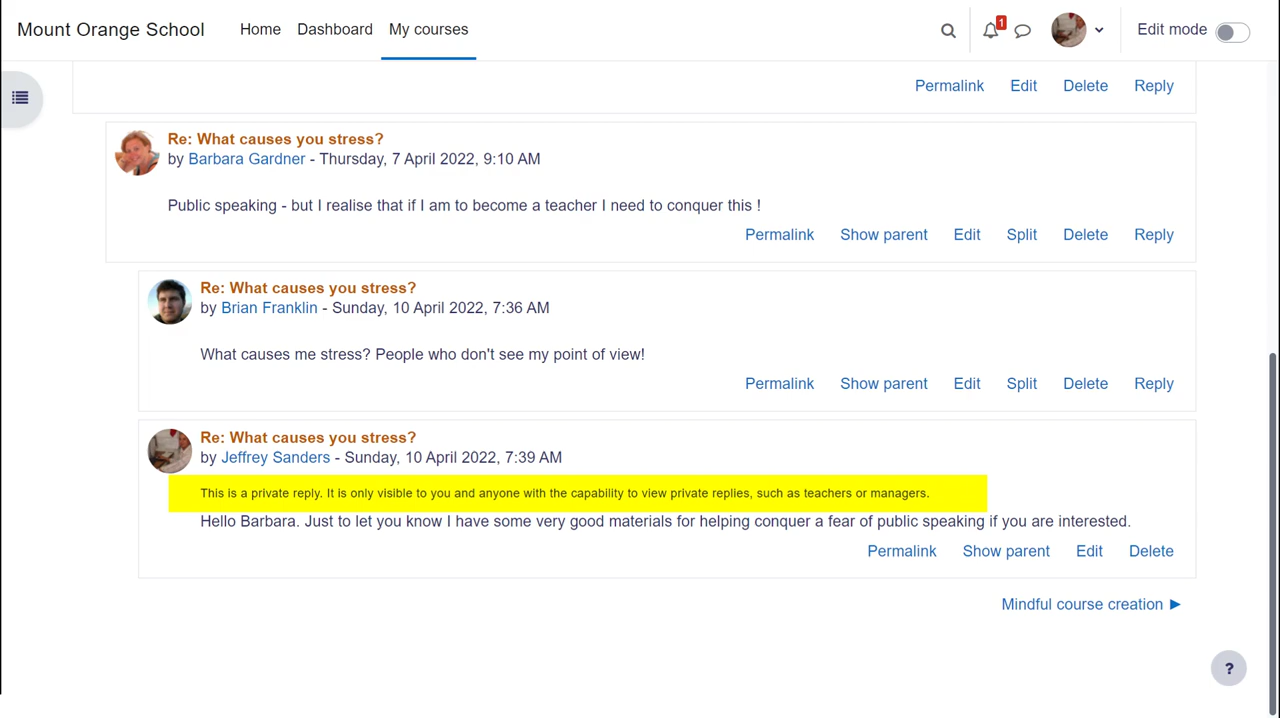 Mount Orange School Home Dashboard My courses 1 Edit mode
Permalink Edit Delete Reply
Re: What causes you stress?
by Barbara Gardner - Thursday, 7 April 2022, 9:10 AM
Public speaking - but I realise that if I am to become a teacher I need to conquer this !
Permalink Show parent Edit Split Delete Reply
Re: What causes you stress?
by Brian Franklin - Sunday, 10 April 2022, 7:36 AM
What causes me stress? People who don't see my point of view!
Permalink Show parent Edit Split Delete Reply
Re: What causes you stress?
by Jeffrey Sanders - Sunday, 10 April 2022, 7:39 AM
This is a private reply. It is only visible to you and anyone with the capability to view private replies, such as teachers or managers.
Hello Barbara. Just to let you know I have some very good materials for helping conquer a fear of public speaking if you are interested.
Permalink Show parent Edit Delete
Mindful course creation ►
?